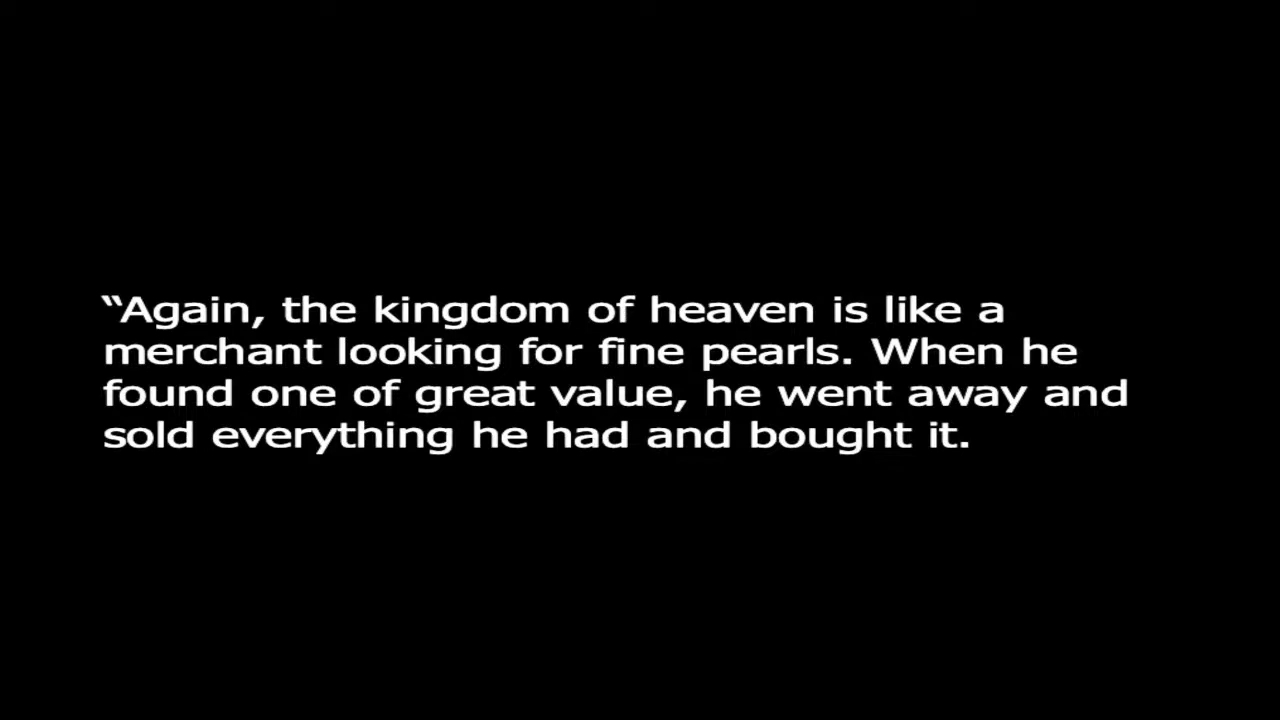 “Again, the kingdom of heaven is like a
merchant looking for fine pearls. When he
found one of great value, he went away and
sold everything he had and bought it.